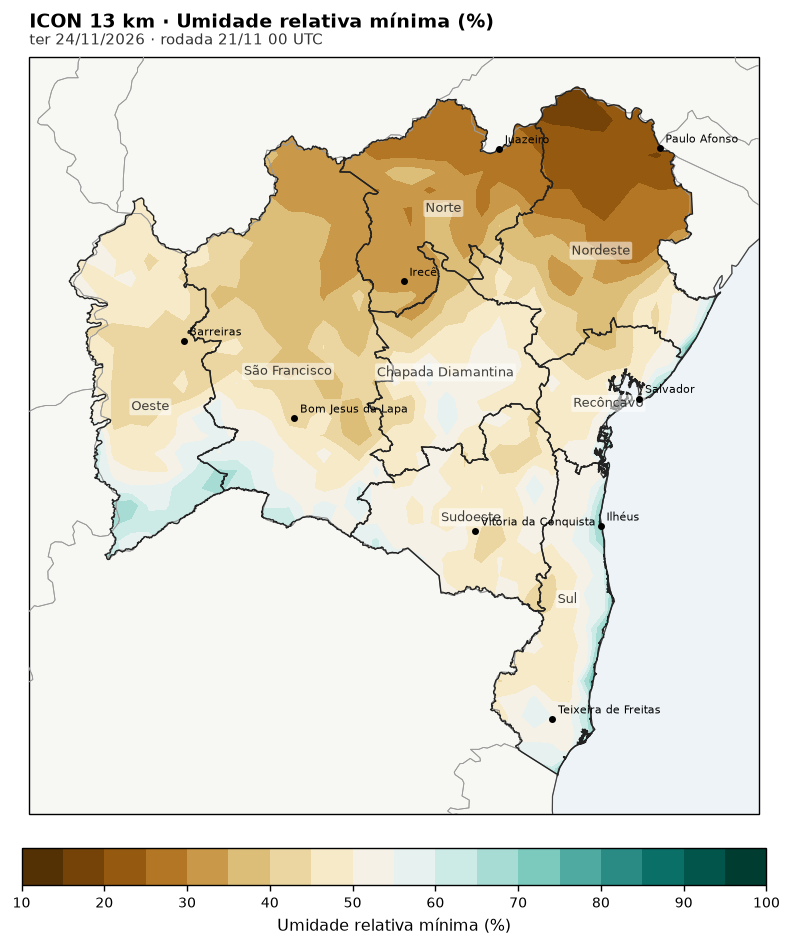 ICON 13 km · Umidade relativa mínima (%)
ter 24/11/2026 · rodada 21/11 00 UTC
Juazeiro
Paulo Afonso
Norte
Nordeste
Irecê
Barreiras
São Francisco
Chapada Diamantina
Salvador
Recôncavo
Oeste
Bom Jesus da Lapa
Sudoeste
Vitória da Conquista
Ilhéus
Sul
Teixeira de Freitas
10 20 30 40 50 60 70 80 90 100
Umidade relativa mínima (%)